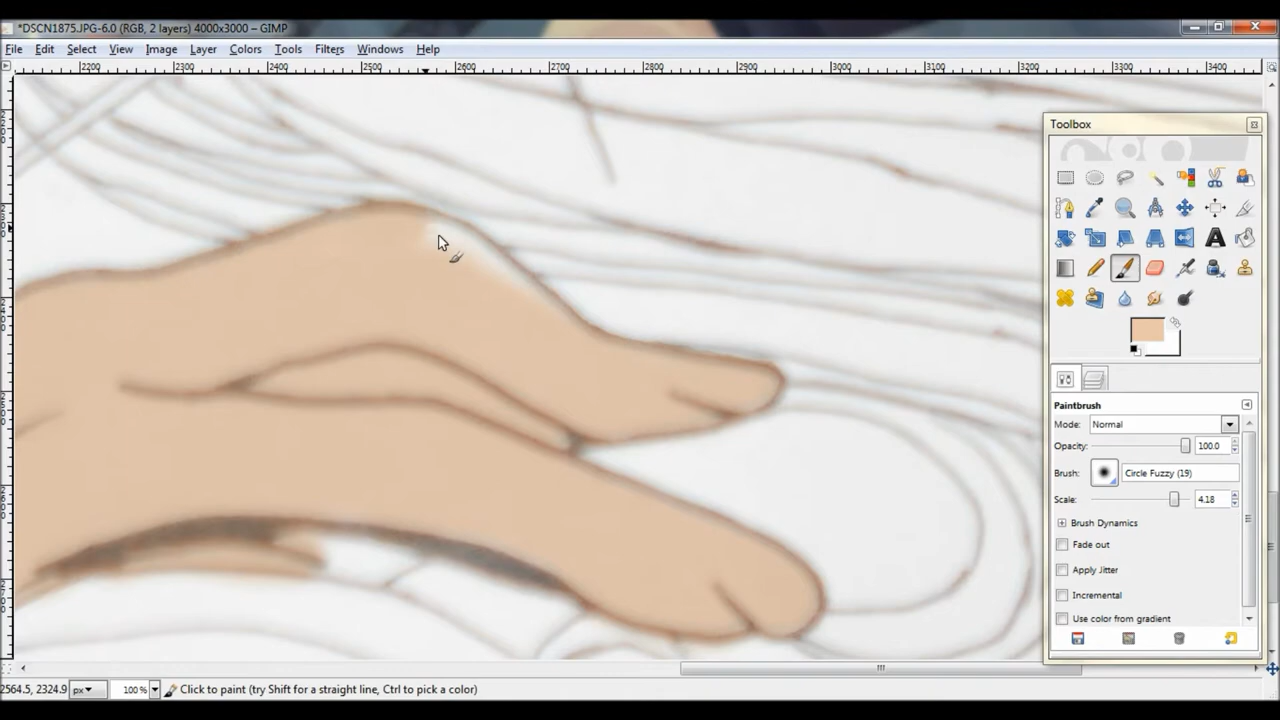 *DSCN1875.JPG-6.0 (RGB, 2 layers) 4000x3000 – GIMP
File Edit Select View Image Layer Colors Tools Filters Windows Help
2200 2300 2400 2500 2600 2700 2800 2900 3000 3100 3200 3300 3400
Toolbox
Paintbrush
Mode: Normal
Opacity: 100.0
Brush: Circle Fuzzy (19)
Scale: 4.18
Brush Dynamics
Fade out
Apply Jitter
Incremental
Use color from gradient
2564.5, 2324.9 px 100 % Click to paint (try Shift for a straight line, Ctrl to pick a color)